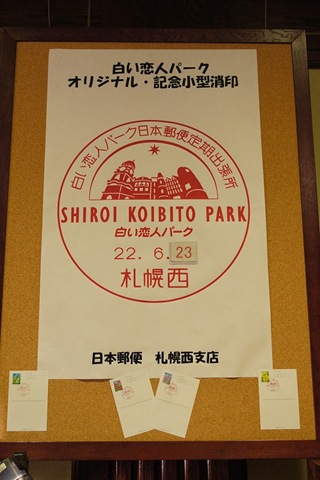 白い恋人パーク
オリジナル・記念小型消印
白い恋人パーク日本郵便定期出張所
SHIROI KOIBITO PARK
白い恋人パーク
22. 6. 23
札幌西
日本郵便 札幌西支店